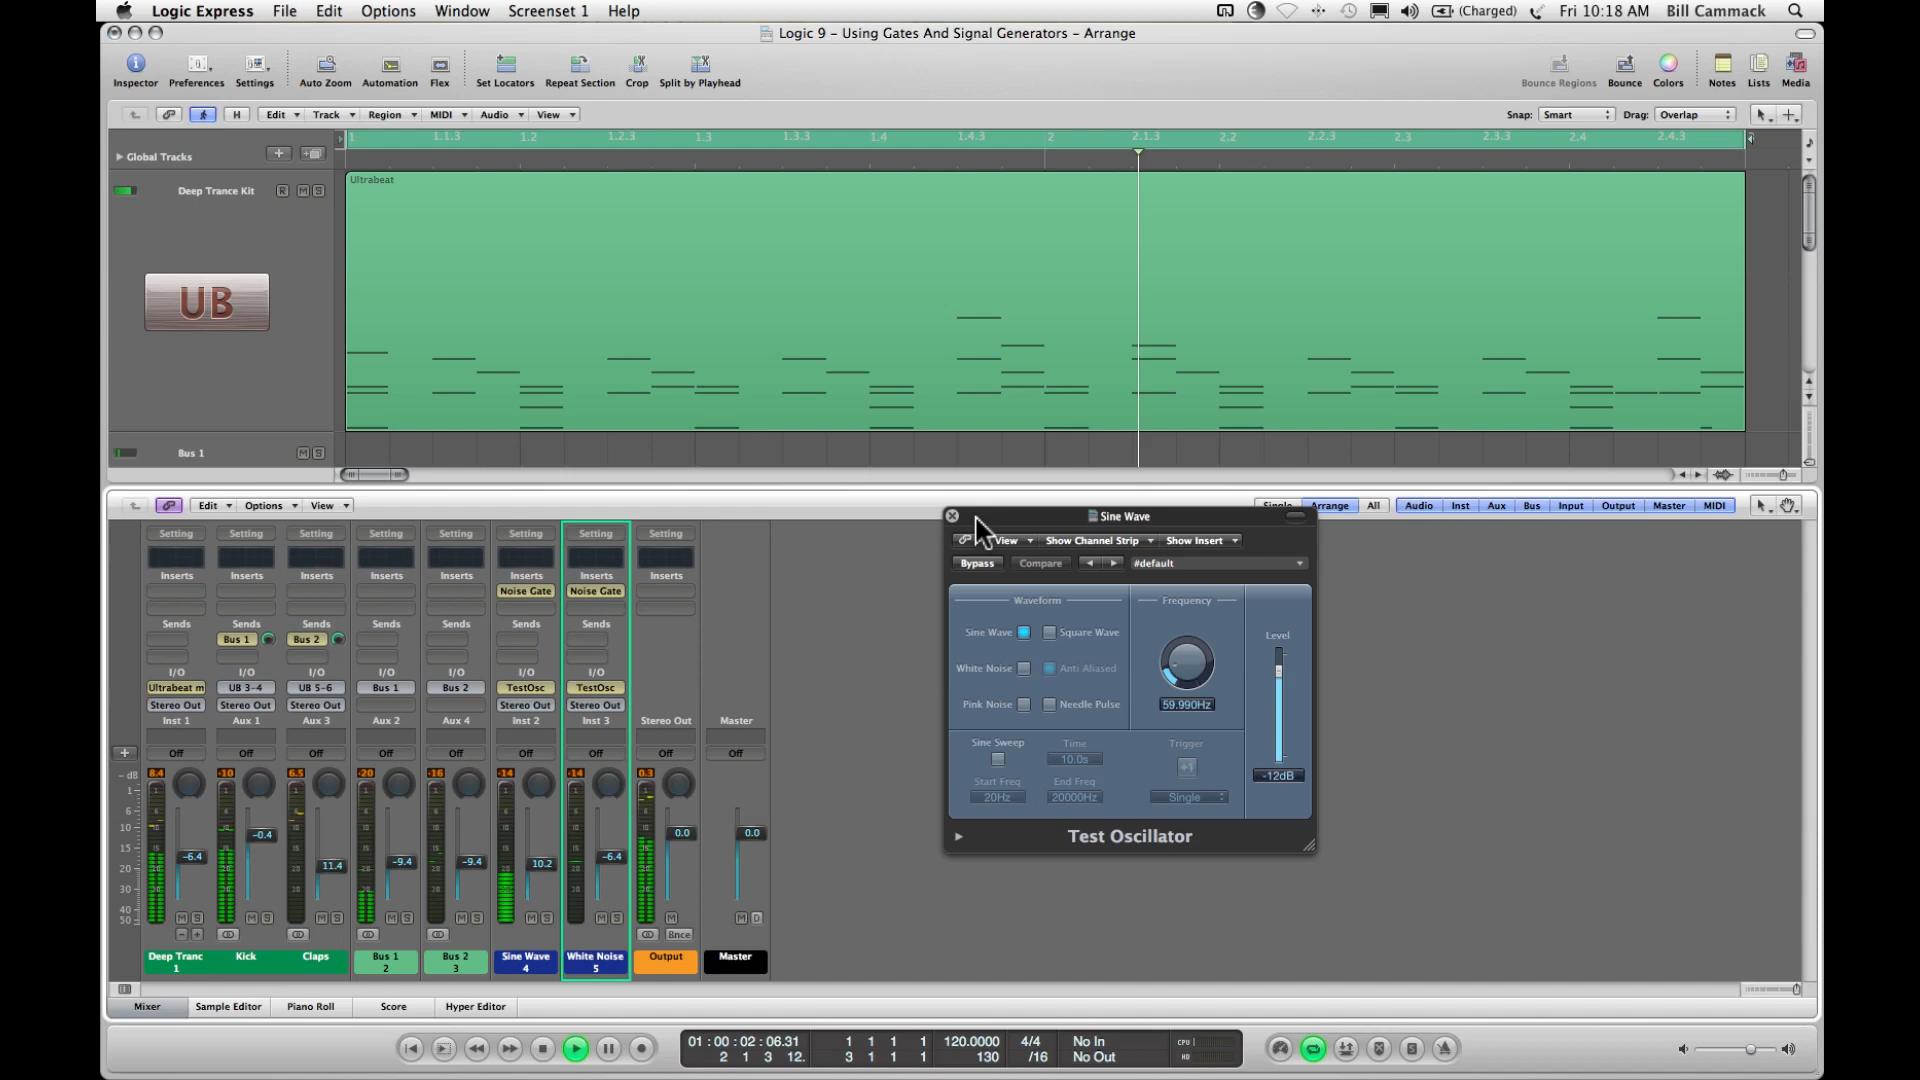 Logic Express File Edit Options Window Screenset 1 Help (Charged) Fri 10:18 AM Bill Cammack
Logic 9 – Using Gates And Signal Generators – Arrange
Inspector Preferences Settings Auto Zoom Automation Flex Set Locators Repeat Section Crop Split by Playhead Bounce Regions Bounce Colors Notes Lists Media
H Edit Track Region MIDI Audio View Snap: Smart Drag: Overlap
1 1.1.3 1.2 1.2.3 1.3 1.3.3 1.4 1.4.3 2 2.1.3 2.2 2.2.3 2.3 2.3.3 2.4 2.4.3
Global Tracks
Ultrabeat
Deep Trance Kit R M S
UB
Bus 1 M S
Edit Options View Single Arrange All Audio Inst Aux Bus Input Output Master MIDI
Setting Setting Setting Setting Setting Setting Setting Setting
Inserts Inserts Inserts Inserts Inserts Inserts Inserts Inserts
Noise Gate Noise Gate
Sends Sends Sends Sends Sends Sends Sends
Bus 1 Bus 2
I/O I/O I/O I/O I/O I/O I/O
Ultrabeat m UB 3-4 UB 5-6 Bus 1 Bus 2 TestOsc TestOsc
Stereo Out Stereo Out Stereo Out Stereo Out Stereo Out
Inst 1 Aux 1 Aux 3 Aux 2 Aux 4 Inst 2 Inst 3 Stereo Out Master
Off Off Off Off Off Off Off Off Off
- dB 8.4 -10 6.5 -20 -16 -14 -14 0.3
-6.4 -0.4 11.4 -9.4 -9.4 10.2 -6.4 0.0 0.0
1
6
10
15
20
30
40
50
M S M S M S M S M S M S M S M M D
Bnce
Deep Tranc Kick Claps Bus 1 Bus 2 Sine Wave White Noise Output Master
1 2 3 4 5
Sine Wave
View Show Channel Strip Show Insert
Bypass Compare #default
Waveform Frequency
Sine Wave Square Wave Level
White Noise Anti Aliased
Pink Noise Needle Pulse 59.990Hz
Sine Sweep Time Trigger
10.0s +1
Start Freq End Freq -12dB
20Hz 20000Hz Single
Test Oscillator
Mixer Sample Editor Piano Roll Score Hyper Editor
01 : 00 : 02 : 06.31 1 1 1 1 120.0000 4/4 No In CPU
2 1 3 12. 3 1 1 1 130 /16 No Out HD